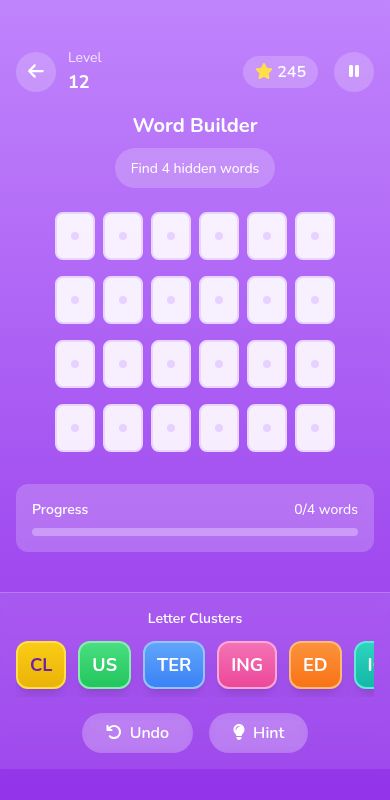 Level
12
245
Word Builder
Find 4 hidden words
Progress
0/4 words
Letter Clusters
CL US TER ING ED
Undo Hint